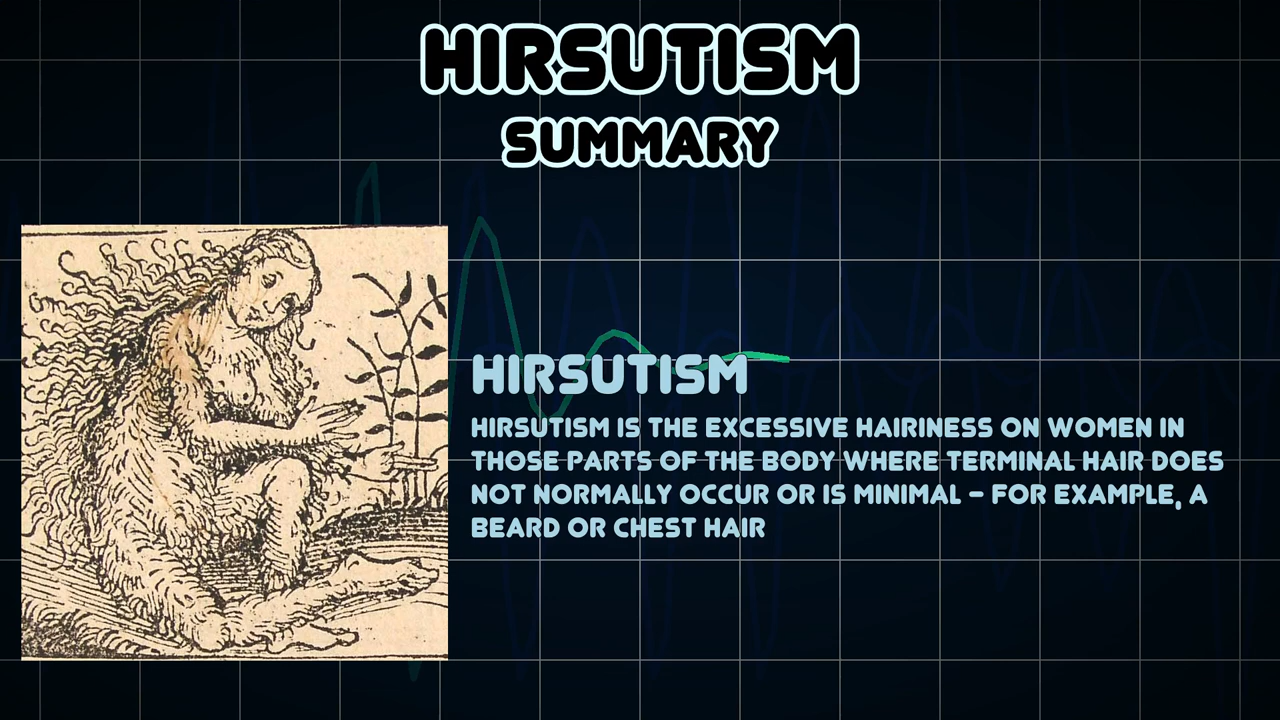 HIRSUTISM
SUMMARY
HIRSUTISM
HIRSUTISM IS THE EXCESSIVE HAIRINESS ON WOMEN IN
THOSE PARTS OF THE BODY WHERE TERMINAL HAIR DOES
NOT NORMALLY OCCUR OR IS MINIMAL – FOR EXAMPLE, A
BEARD OR CHEST HAIR